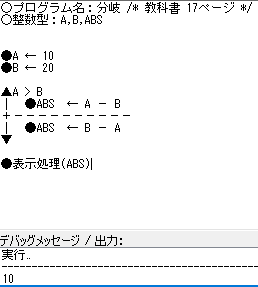 ○プログラム名：分岐 /* 教科書 17ページ */
○整数型：A,B,ABS
●A ← 10
●B ← 20
▲A > B
| ●ABS ← A - B
+-------------
| ●ABS ← B - A
▼
●表示処理(ABS)
デバッグメッセージ / 出力:
実行..
----------------------------------------
10